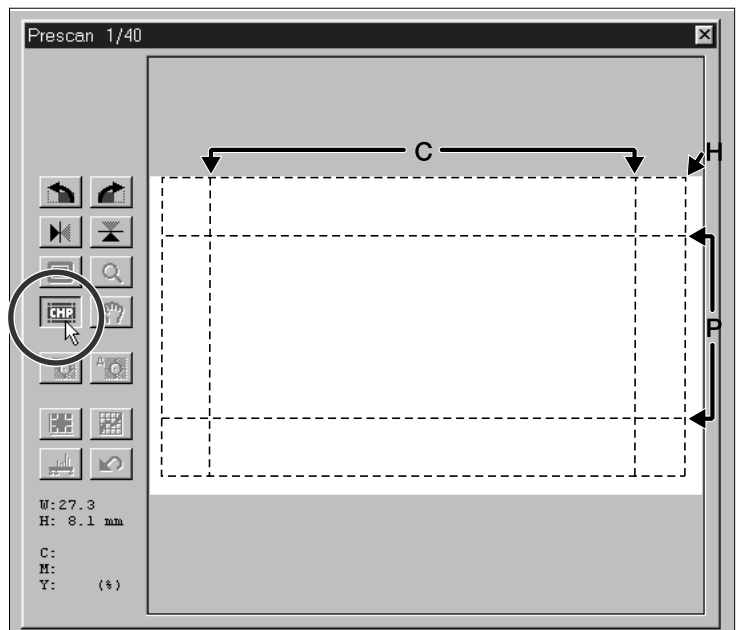 Prescan 1/40
C
H
CHP
P
A
W:27.3
H: 8.1 mm
C:
M:
Y: (%)